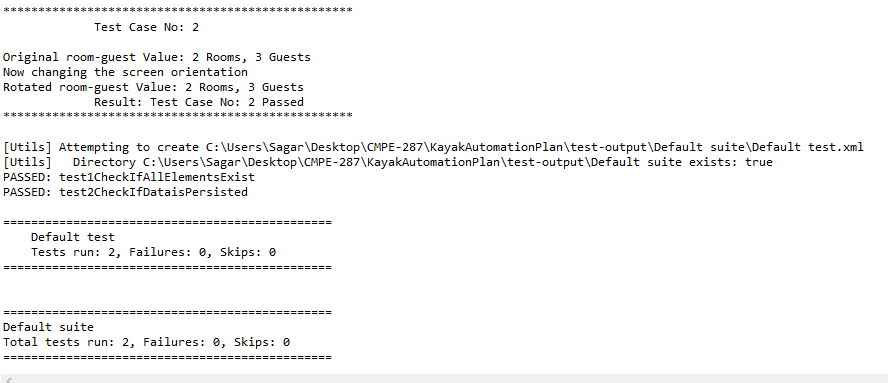 **************************************************
Test Case No: 2
Original room-guest Value: 2 Rooms, 3 Guests
Now changing the screen orientation
Rotated room-guest Value: 2 Rooms, 3 Guests
Result: Test Case No: 2 Passed
**************************************************
[Utils] Attempting to create C:\Users\Sagar\Desktop\CMPE-287\KayakAutomationPlan\test-output\Default suite\Default test.xml
[Utils]   Directory C:\Users\Sagar\Desktop\CMPE-287\KayakAutomationPlan\test-output\Default suite exists: true
PASSED: test1CheckIfAllElementsExist
PASSED: test2CheckIfDataisPersisted
===============================================
Default test
Tests run: 2, Failures: 0, Skips: 0
===============================================
===============================================
Default suite
Total tests run: 2, Failures: 0, Skips: 0
===============================================